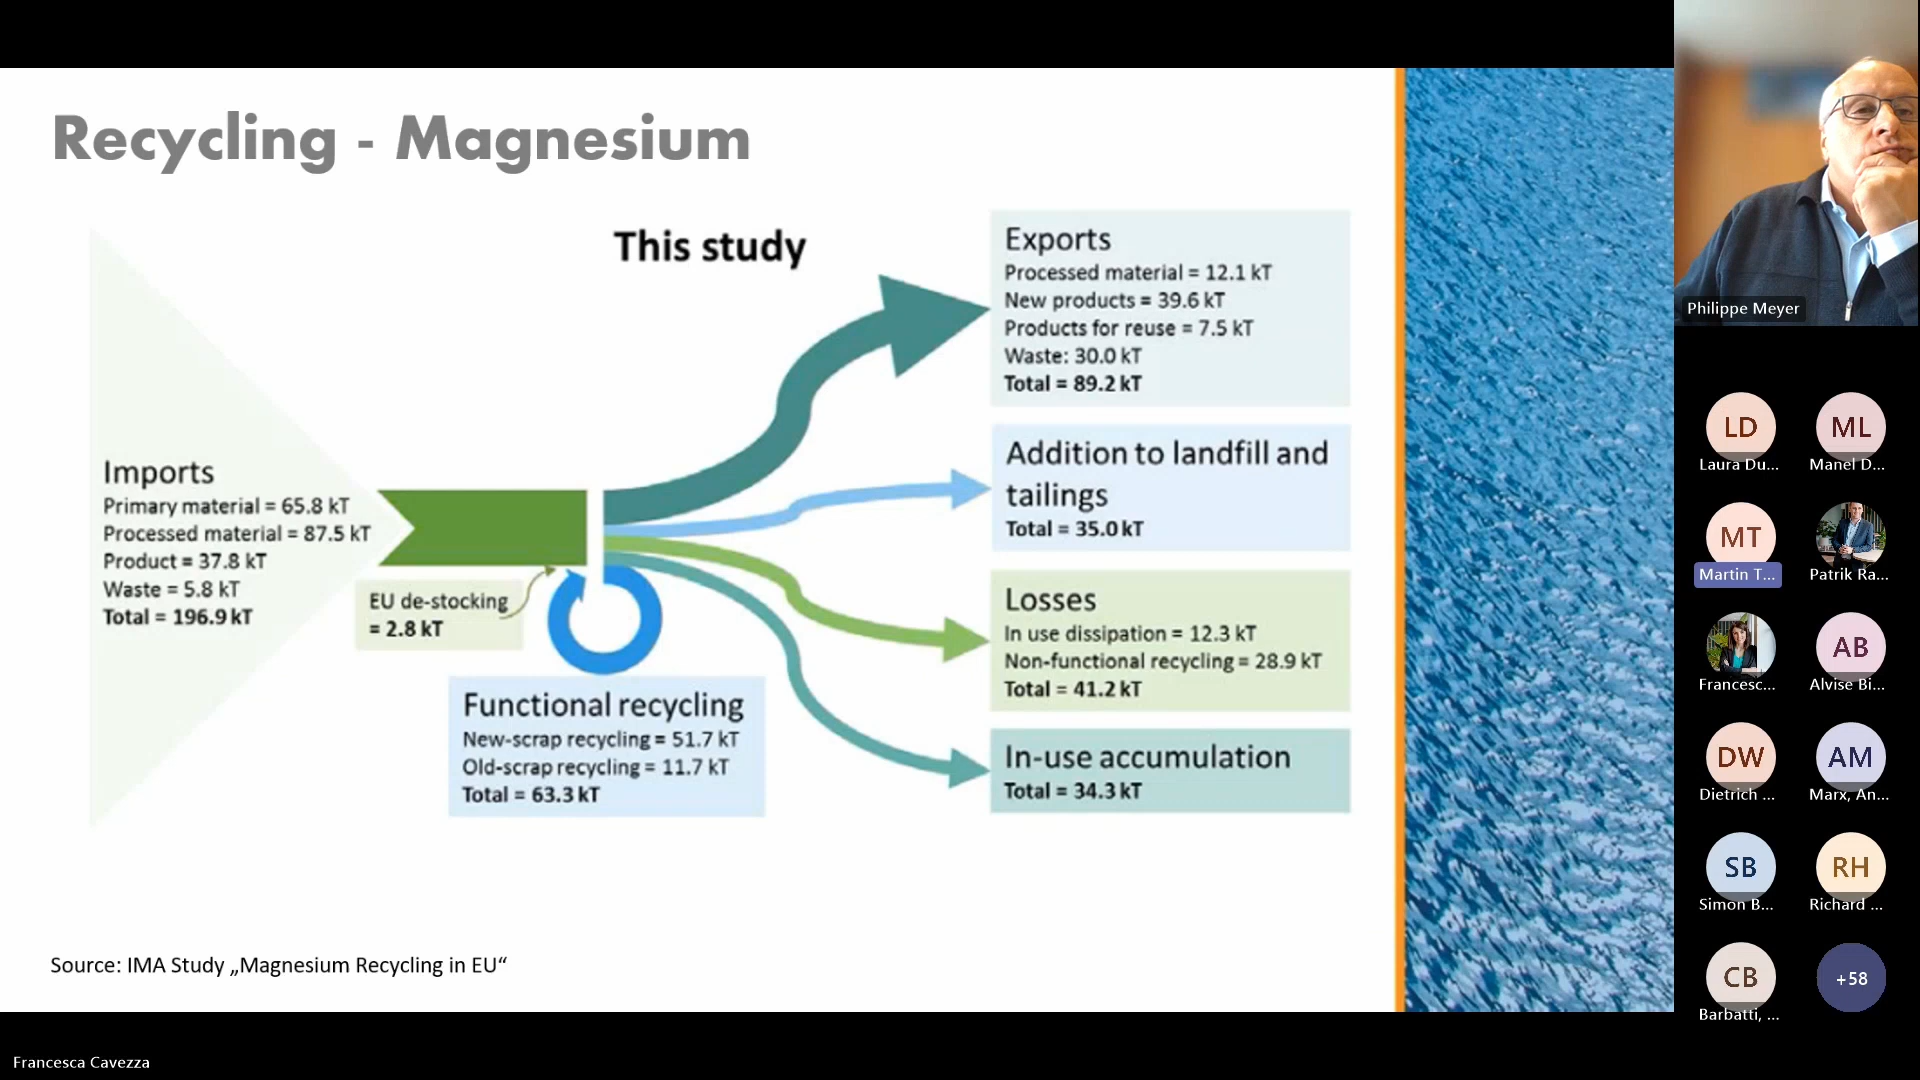 Recycling - Magnesium
This study
Imports
Primary material = 65.8 kT
Processed material = 87.5 kT
Product = 37.8 kT
Waste = 5.8 kT
Total = 196.9 kT
EU de-stocking
= 2.8 kT
Functional recycling
New-scrap recycling = 51.7 kT
Old-scrap recycling = 11.7 kT
Total = 63.3 kT
Exports
Processed material = 12.1 kT
New products = 39.6 kT
Products for reuse = 7.5 kT
Waste: 30.0 kT
Total = 89.2 kT
Addition to landfill and
tailings
Total = 35.0 kT
Losses
In use dissipation = 12.3 kT
Non-functional recycling = 28.9 kT
Total = 41.2 kT
In-use accumulation
Total = 34.3 kT
Source: IMA Study „Magnesium Recycling in EU“
Philippe Meyer
LD
Laura Du...
ML
Manel D...
MT
Martin T...
Patrik Ra...
Francesc...
AB
Alvise Bi...
DW
Dietrich ...
AM
Marx, An...
SB
Simon B...
RH
Richard ...
CB
Barbatti, ...
+58
Francesca Cavezza